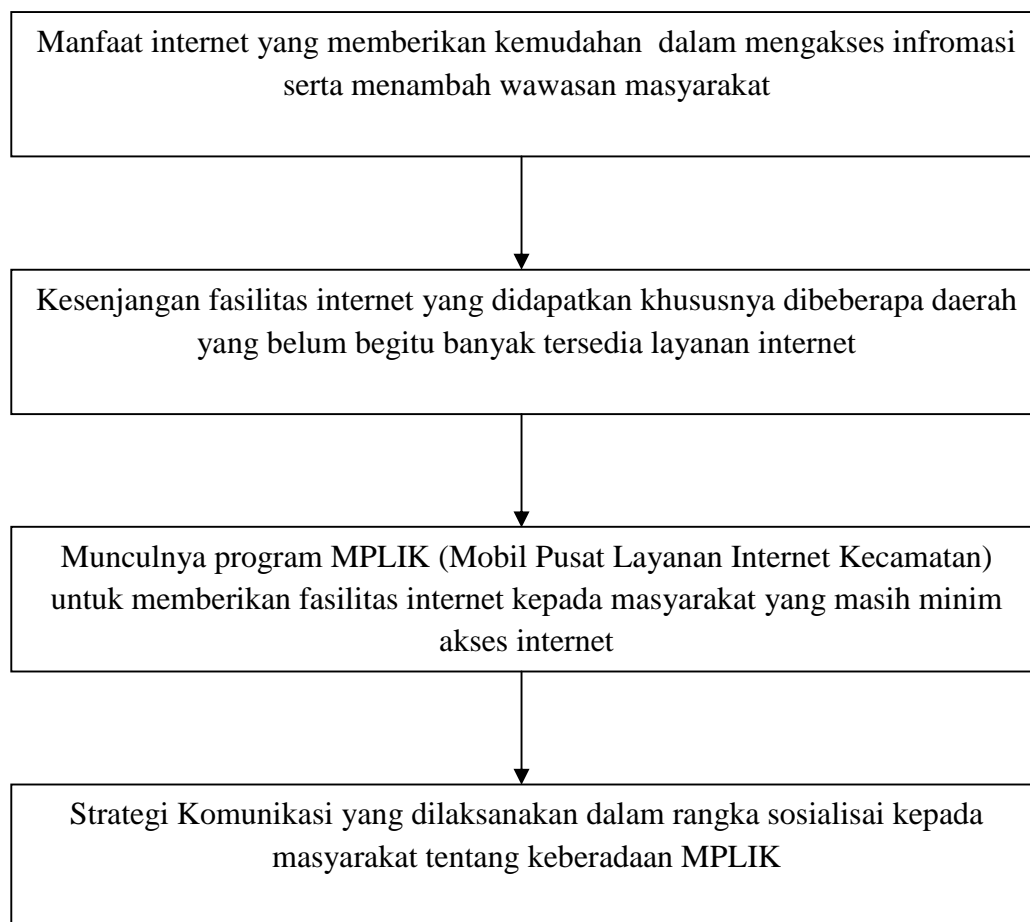 Manfaat internet yang memberikan kemudahan  dalam mengakses infromasi
serta menambah wawasan masyarakat
Kesenjangan fasilitas internet yang didapatkan khususnya dibeberapa daerah
yang belum begitu banyak tersedia layanan internet
Munculnya program MPLIK (Mobil Pusat Layanan Internet Kecamatan)
untuk memberikan fasilitas internet kepada masyarakat yang masih minim
akses internet
Strategi Komunikasi yang dilaksanakan dalam rangka sosialisai kepada
masyarakat tentang keberadaan MPLIK